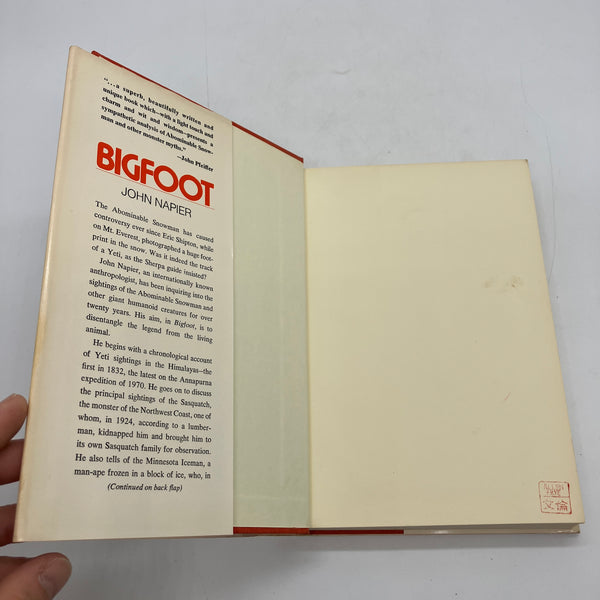 “...a superb, beautifully written and
unique book which—with a light touch and
charm and wit and wisdom—presents a
sympathetic analysis of Abominable Snow-
man and other monster myths.”
—John Pfeiffer
BIGFOOT
JOHN NAPIER
The Abominable Snowman has caused
controversy ever since Eric Shipton, while
on Mt. Everest, photographed a huge foot-
print in the snow. Was it indeed the track
of a Yeti, as the Sherpa guide insisted?
John Napier, an internationally known
anthropologist, has been inquiring into the
sightings of the Abominable Snowman and
other giant humanoid creatures for over
twenty years. His aim, in Bigfoot, is to
disentangle the legend from the living
animal.
He begins with a chronological account
of Yeti sightings in the Himalayas—the
first in 1832, the latest on the Annapurna
expedition of 1970. He goes on to discuss
the principal sightings of the Sasquatch,
the monster of the Northwest Coast, one of
whom, in 1924, according to a lumber-
man, kidnapped him and brought him to
its own Sasquatch family for observation.
He also tells of the Minnesota Iceman, a
man-ape frozen in a block of ice, who, in
(Continued on back flap)